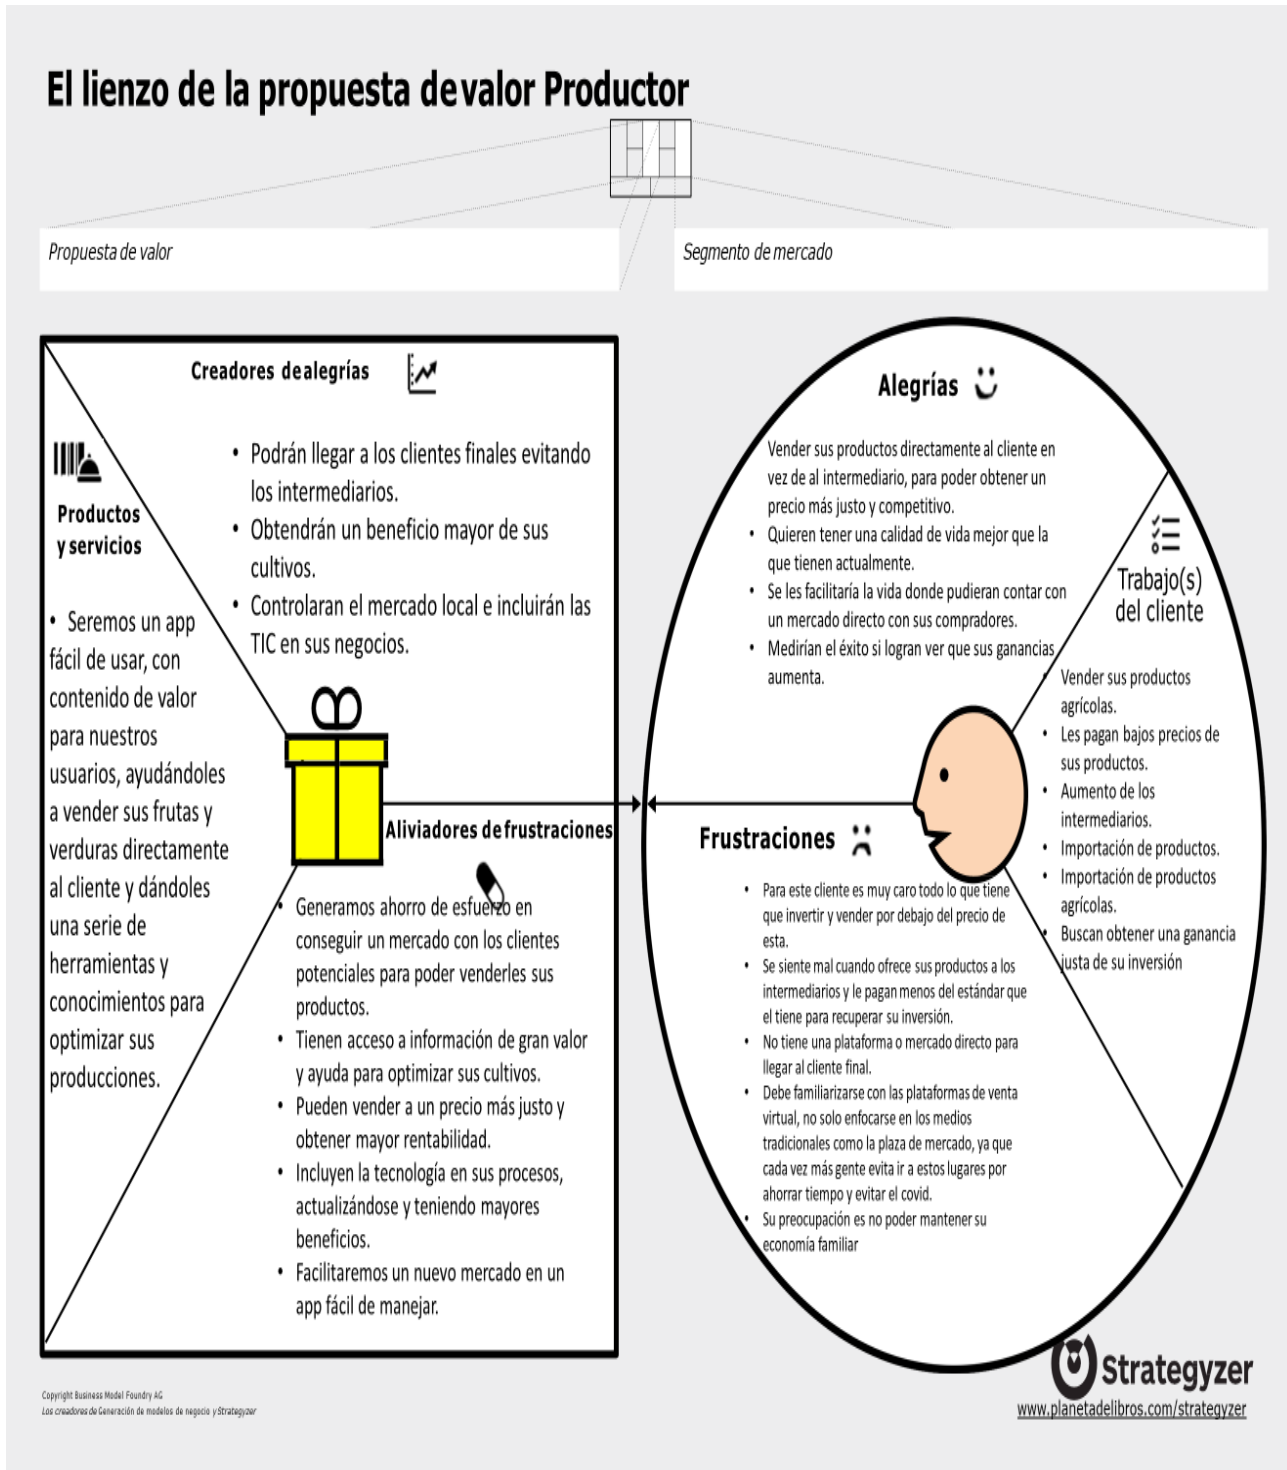 El lienzo de la propuesta de valor Productor
Propuesta de valor
Segmento de mercado
Creadores de alegrías
• Podrán llegar a los clientes finales evitando
los intermediarios.
• Obtendrán un beneficio mayor de sus
cultivos.
• Controlaran el mercado local e incluirán las
TIC en sus negocios.
Productos
y servicios
• Seremos un app
fácil de usar, con
contenido de valor
para nuestros
usuarios, ayudándoles
a vender sus frutas y
verduras directamente
al cliente y dándoles
una serie de
herramientas y
conocimientos para
optimizar sus
producciones.
Aliviadores de frustraciones
• Generamos ahorro de esfuerzo en
conseguir un mercado con los clientes
potenciales para poder venderles sus
productos.
• Tienen acceso a información de gran valor
y ayuda para optimizar sus cultivos.
• Pueden vender a un precio más justo y
obtener mayor rentabilidad.
• Incluyen la tecnología en sus procesos,
actualizándose y teniendo mayores
beneficios.
• Facilitaremos un nuevo mercado en un
app fácil de manejar.
Alegrías
Vender sus productos directamente al cliente en
vez de al intermediario, para poder obtener un
precio más justo y competitivo.
• Quieren tener una calidad de vida mejor que la
que tienen actualmente.
• Se les facilitaría la vida donde pudieran contar con
un mercado directo con sus compradores.
• Medirían el éxito si logran ver que sus ganancias
aumenta.
Trabajo(s)
del cliente
• Vender sus productos
agrícolas.
• Les pagan bajos precios de
sus productos.
• Aumento de los
intermediarios.
• Importación de productos.
• Importación de productos
agrícolas.
• Buscan obtener una ganancia
justa de su inversión
Frustraciones
• Para este cliente es muy caro todo lo que tiene
que invertir y vender por debajo del precio de
esta.
• Se siente mal cuando ofrece sus productos a los
intermediarios y le pagan menos del estándar que
el tiene para recuperar su inversión.
• No tiene una plataforma o mercado directo para
llegar al cliente final.
• Debe familiarizarse con las plataformas de venta
virtual, no solo enfocarse en los medios
tradicionales como la plaza de mercado, ya que
cada vez más gente evita ir a estos lugares por
ahorrar tiempo y evitar el covid.
• Su preocupación es no poder mantener su
economía familiar
Copyright Business Model Foundry AG
Los creadores de Generación de modelos de negocio y Strategyzer
Strategyzer
www.planetadelibros.com/strategyzer